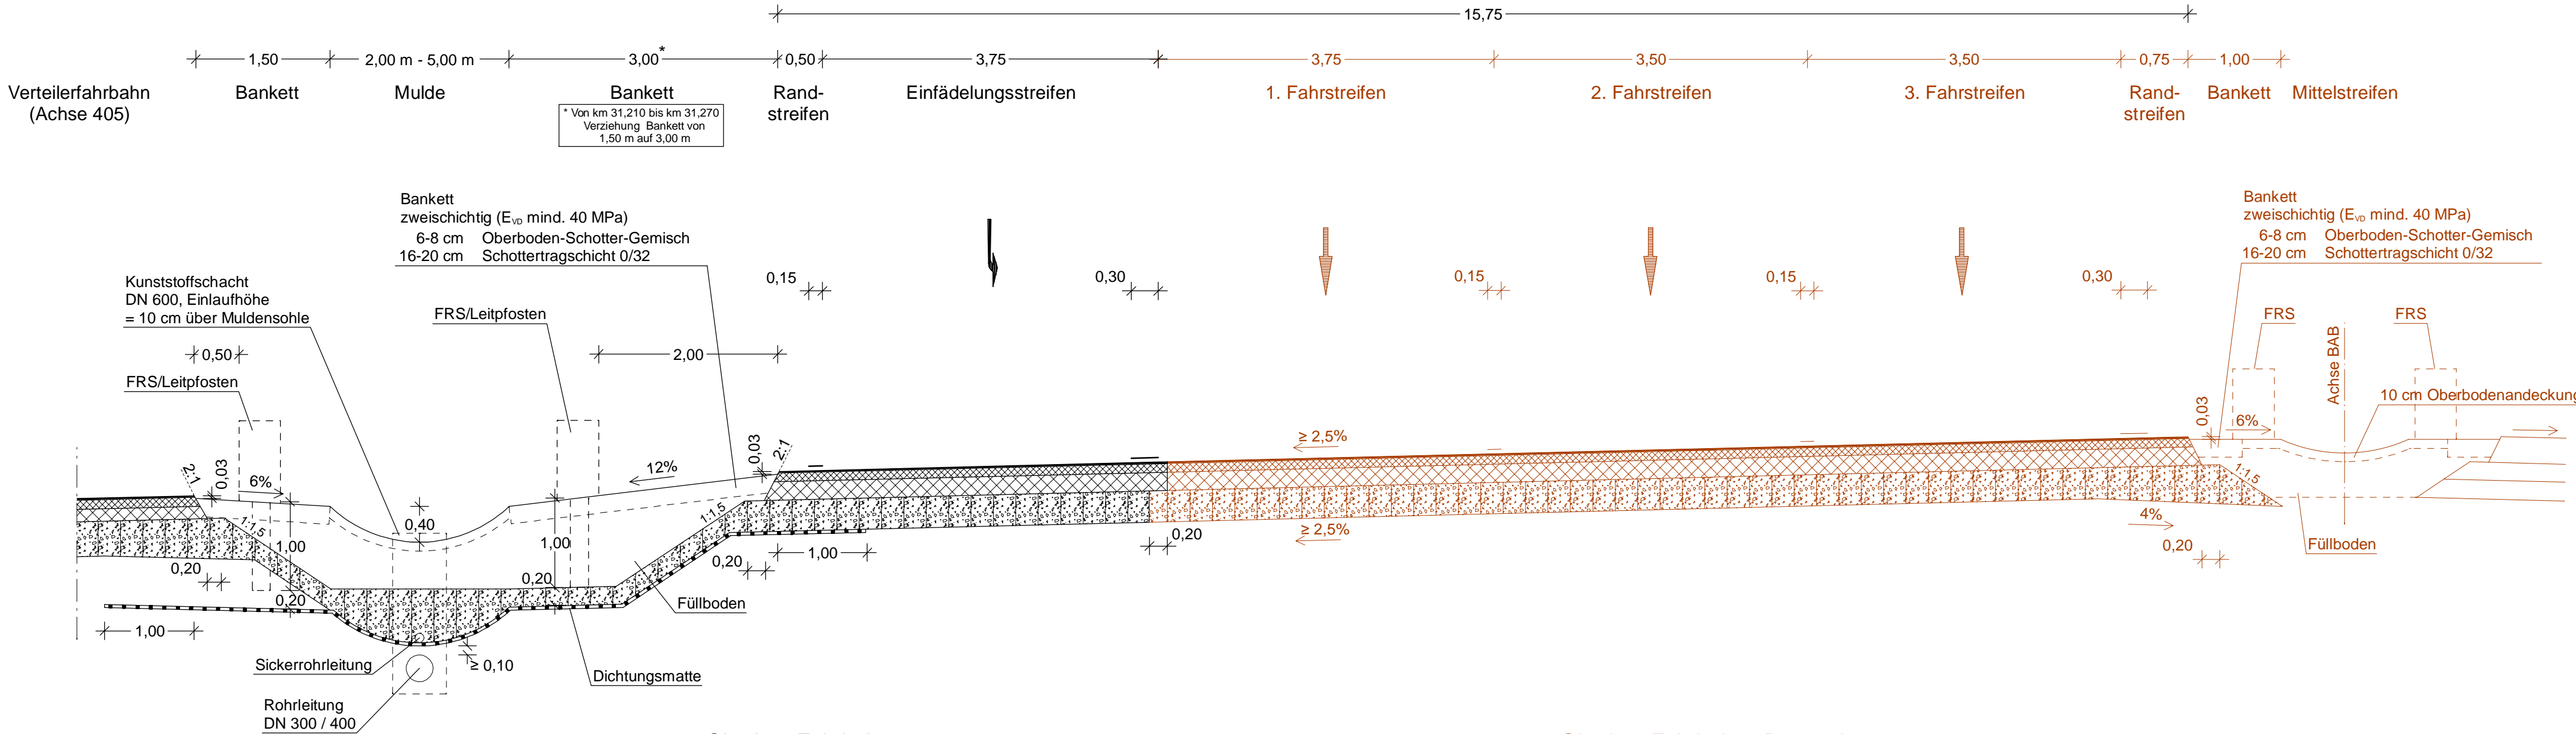 15,75
1,50
2,00 m - 5,00 m
3,00*
0,50
3,75
3,75
3,50
3,50
0,75
1,00
Verteilerfahrbahn
(Achse 405)
Bankett
Mulde
Bankett
* Von km 31,210 bis km 31,270
Verziehung Bankett von
1,50 m auf 3,00 m
Rand-
streifen
Einfädelungsstreifen
1. Fahrstreifen
2. Fahrstreifen
3. Fahrstreifen
Rand-
streifen
Bankett
Mittelstreifen
Bankett
zweischichtig (EVD mind. 40 MPa)
6-8 cm Oberboden-Schotter-Gemisch
16-20 cm Schottertragschicht 0/32
Bankett
zweischichtig (EVD mind. 40 MPa)
6-8 cm Oberboden-Schotter-Gemisch
16-20 cm Schottertragschicht 0/32
Kunststoffschacht
DN 600, Einlaufhöhe
= 10 cm über Muldensohle
0,15
0,30
0,15
0,15
0,30
FRS/Leitpfosten
FRS
FRS
0,50
2,00
FRS/Leitpfosten
Achse BAB
10 cm Oberbodenandeckung
2:1
0,03
6%
12%
0,03
2:1
≥ 2,5%
0,03
6%
1:1,5
1,00
0,40
1,00
1:1,5
1:1,5
0,20
0,20
0,20
0,20
1,00
0,20
≥ 2,5%
4%
0,20
Füllboden
1,00
Füllboden
Sickerrohrleitung
≥ 0,10
Dichtungsmatte
Rohrleitung
DN 300 / 400